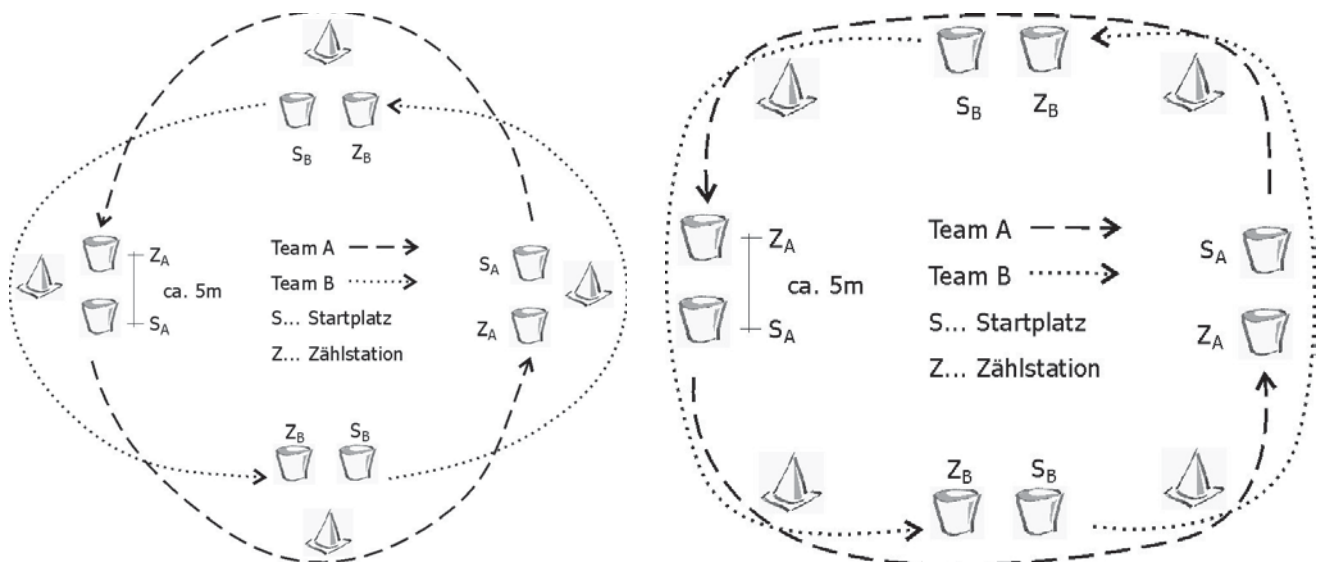 S_B Z_B
Z_A
ca. 5m
S_A
Team A
Team B
S... Startplatz
Z... Zählstation
S_A
Z_A
Z_B S_B
S_B Z_B
Z_A
ca. 5m
S_A
Team A
Team B
S... Startplatz
Z... Zählstation
S_A
Z_A
Z_B S_B